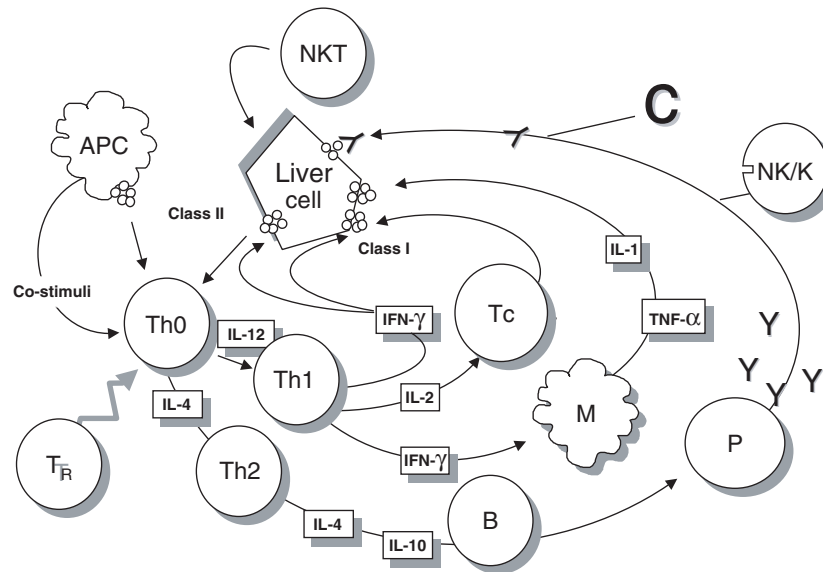 NKT
C
APC
NK/K
Liver
cell
Class II
Class I
IL-1
Co-stimuli
Th0
IL-12
IFN-γ
Tc
TNF-α
Th1
IL-2
IL-4
M
TR
Th2
IFN-γ
P
IL-4
IL-10
B
Y
Y
Y
Y
Y
Y